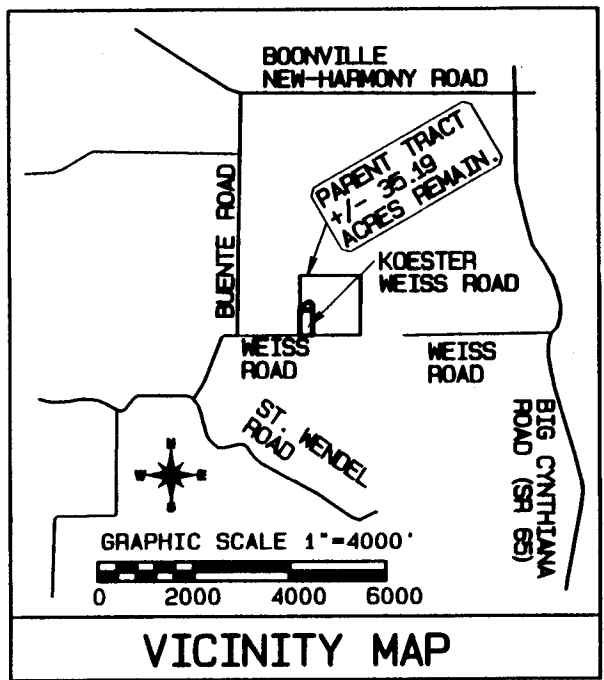 BOONVILLE
NEW-HARMONY ROAD
PARENT TRACT
+/- 35.19
ACRES REMAIN.
BUENTE ROAD
KOESTER
WEISS ROAD
WEISS
ROAD
WEISS
ROAD
ST. WENDEL
ROAD
BIG CYNTHIANA
ROAD (SR 65)
N
W E
S
GRAPHIC SCALE 1"=4000'
0 2000 4000 6000
VICINITY MAP